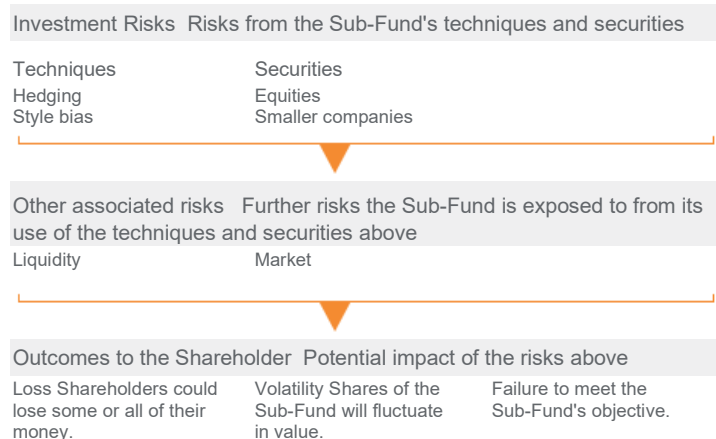 Investment Risks Risks from the Sub-Fund's techniques and securities
Techniques Securities
Hedging Equities
Style bias Smaller companies
Other associated risks Further risks the Sub-Fund is exposed to from its
use of the techniques and securities above
Liquidity Market
Outcomes to the Shareholder Potential impact of the risks above
Loss Shareholders could
lose some or all of their
money.
Volatility Shares of the
Sub-Fund will fluctuate
in value.
Failure to meet the
Sub-Fund's objective.